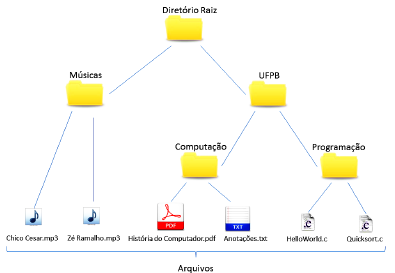 Diretório Raiz
Músicas
UFPB
Computação
Programação
PDF
TXT
C
C
Chico Cesar.mp3
Zé Ramalho.mp3
História do Computador.pdf
Anotações.txt
HelloWorld.c
Quicksort.c
Arquivos